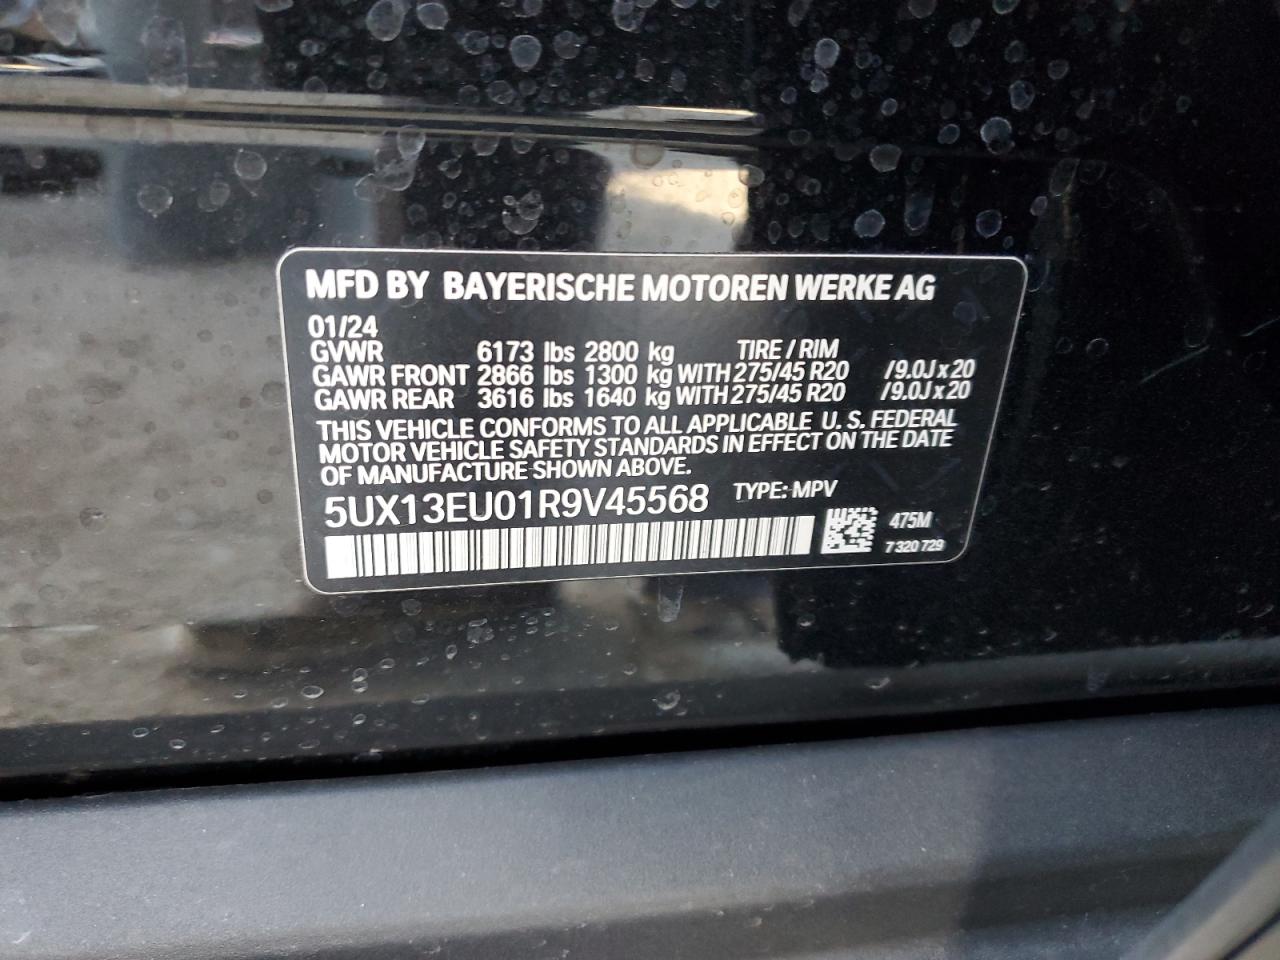 MFD BY BAYERISCHE MOTOREN WERKE AG
01/24
GVWR 6173 lbs 2800 kg TIRE / RIM
GAWR FRONT 2866 lbs 1300 kg WITH 275/45 R20 /9.0J x 20
GAWR REAR 3616 lbs 1640 kg WITH 275/45 R20 /9.0J x 20
THIS VEHICLE CONFORMS TO ALL APPLICABLE U. S. FEDERAL
MOTOR VEHICLE SAFETY STANDARDS IN EFFECT ON THE DATE
OF MANUFACTURE SHOWN ABOVE.
5UX13EU01R9V45568 TYPE: MPV
475M
7 320 729